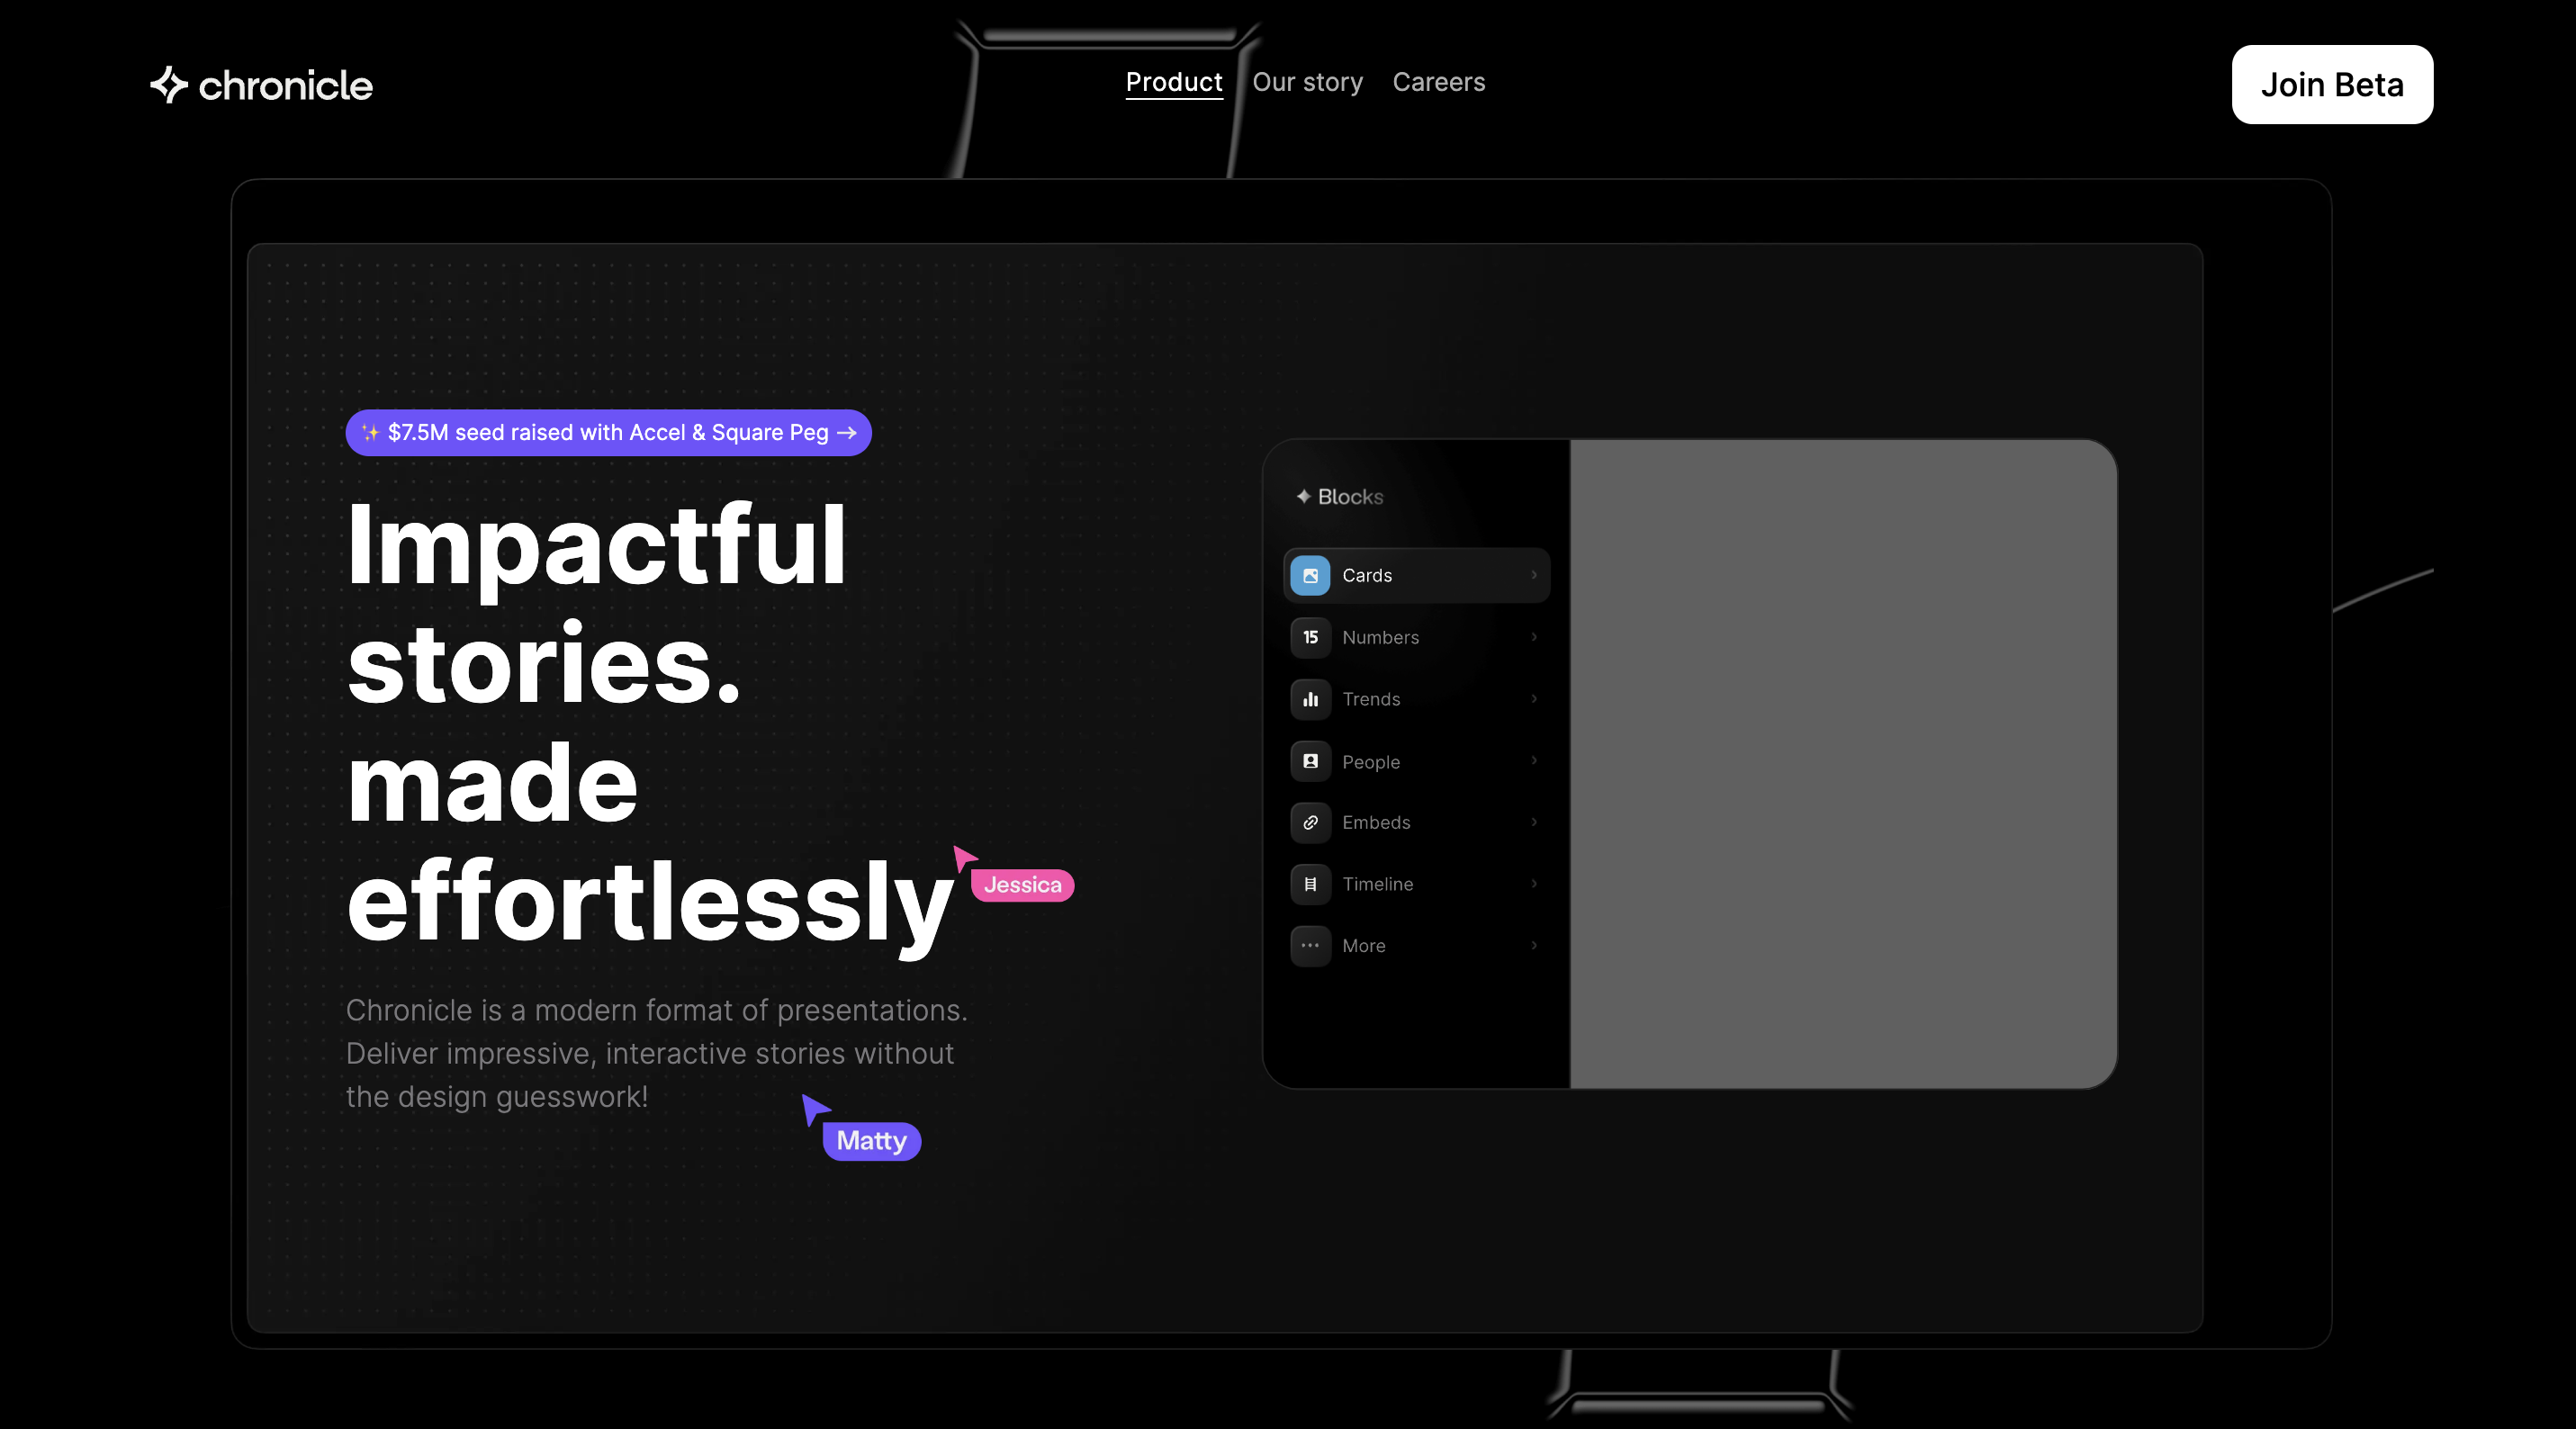 chronicle
Product Our story Careers
Join Beta
✨ $7.5M seed raised with Accel & Square Peg →
Impactful
stories.
made
effortlessly
Jessica
Chronicle is a modern format of presentations.
Deliver impressive, interactive stories without
the design guesswork!
Matty
Blocks
Cards
15 Numbers
Trends
People
Embeds
Timeline
More